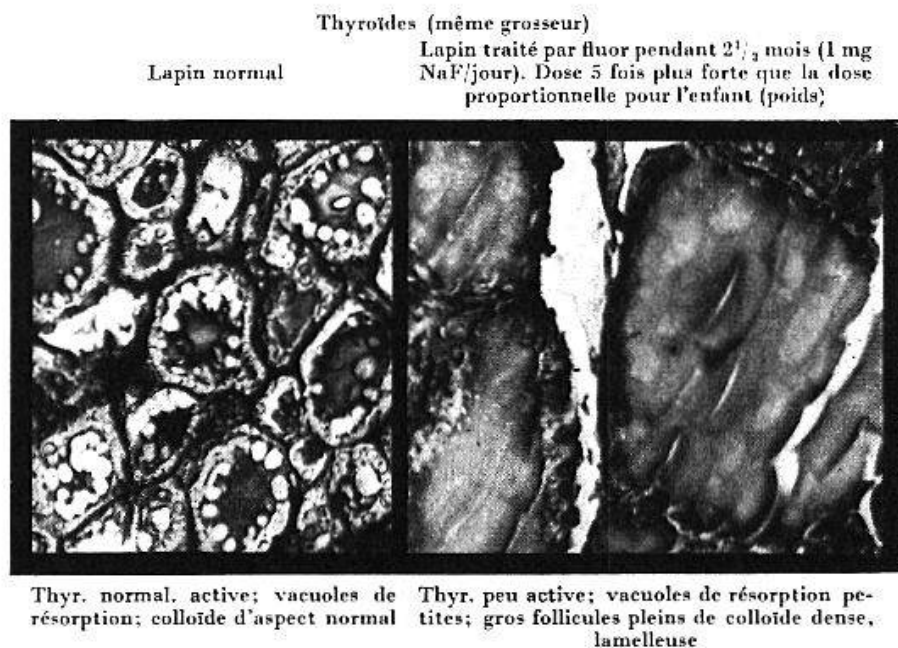 Thyroïdes (même grosseur)
Lapin normal
Lapin traité par fluor pendant 2¹/₂ mois (1 mg
NaF/jour). Dose 5 fois plus forte que la dose
proportionnelle pour l'enfant (poids)
Thyr. normal. active; vacuoles de
résorption; colloïde d'aspect normal
Thyr. peu active; vacuoles de résorption pe-
tites; gros follicules pleins de colloïde dense,
lamelleuse